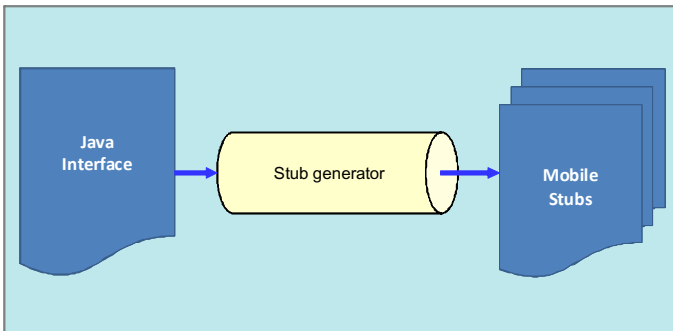 Java
Interface
Stub generator
Mobile
Stubs